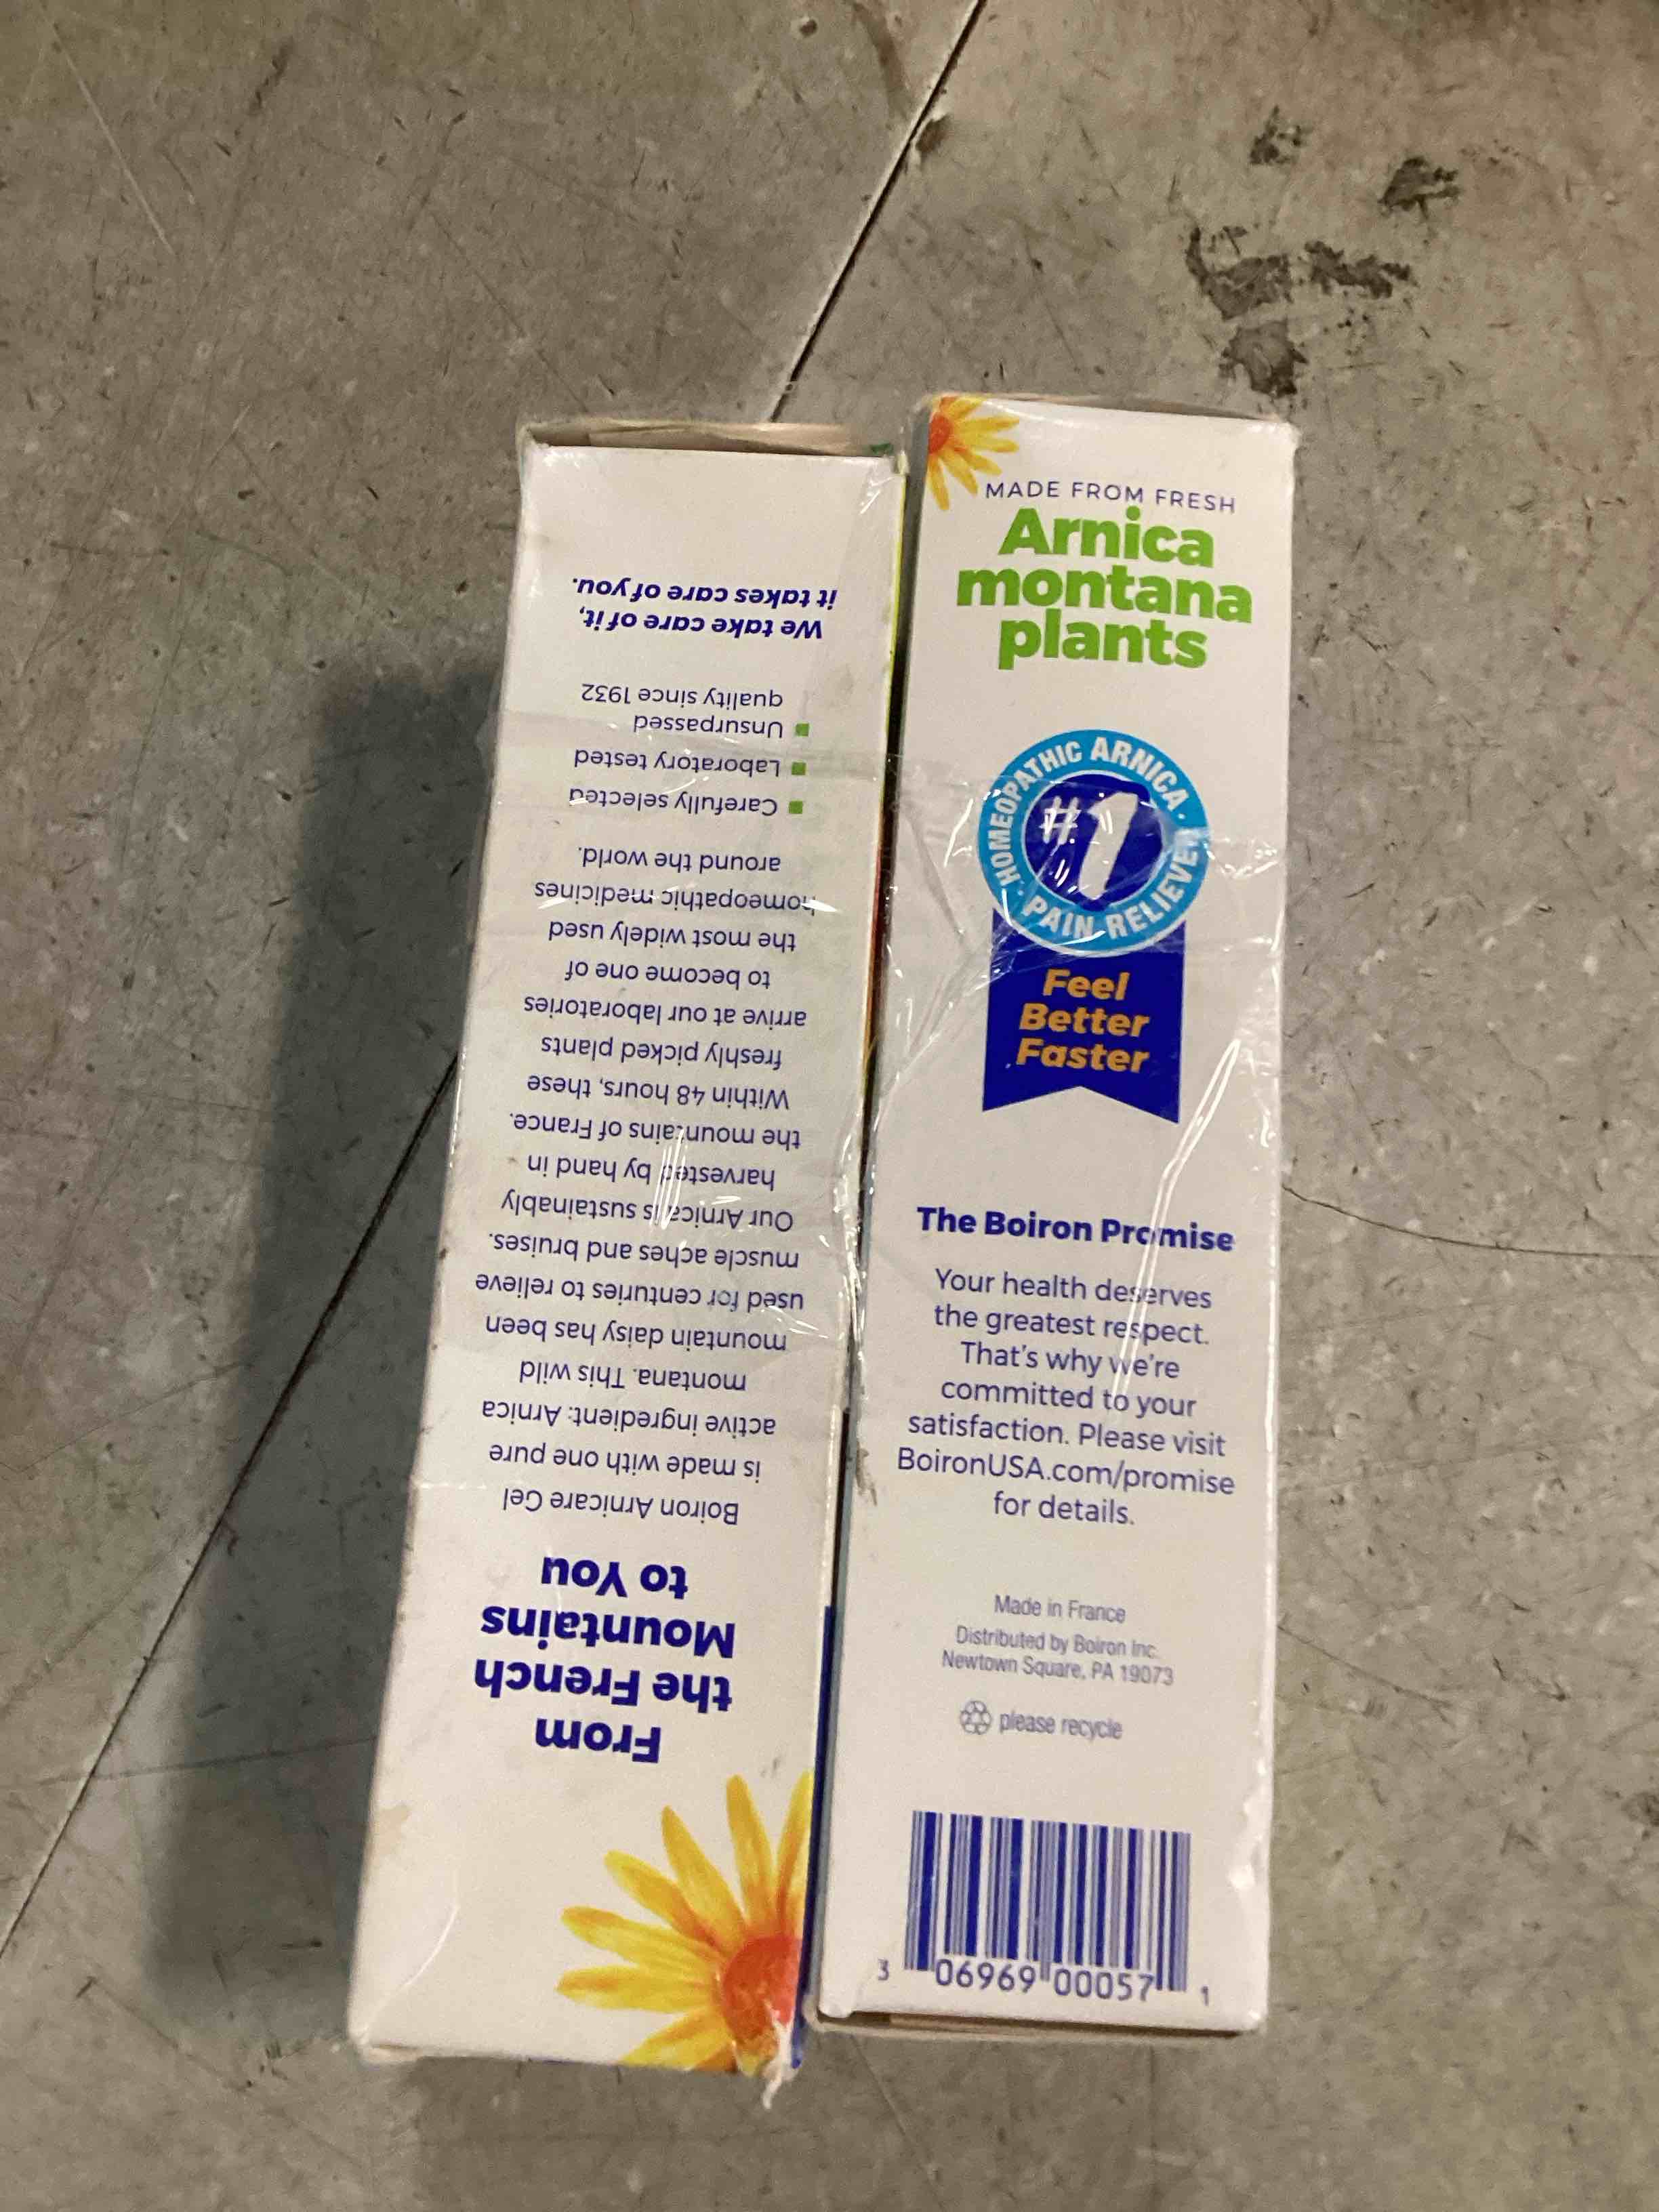 From
the French
Mountains
to You
Boiron Arnicare Gel
is made with one pure
active ingredient: Arnica
montana. This wild
mountain daisy has been
used for centuries to relieve
muscle aches and bruises.
Our Arnica is sustainably
harvested by hand in
the mountains of France.
Within 48 hours, these
freshly picked plants
arrive at our laboratories
to become one of
the most widely used
homeopathic medicines
around the world.
Carefully selected
Laboratory tested
Unsurpassed
quality since 1932
We take care of it,
it takes care of you.
MADE FROM FRESH
Arnica
montana
plants
HOMEOPATHIC ARNICA
#1
PAIN RELIEVER
Feel
Better
Faster
The Boiron Promise
Your health deserves
the greatest respect.
That's why we're
committed to your
satisfaction. Please visit
BoironUSA.com/promise
for details.
Made in France
Distributed by Boiron Inc.
Newtown Square, PA 19073
please recycle
3 06969 00057 1